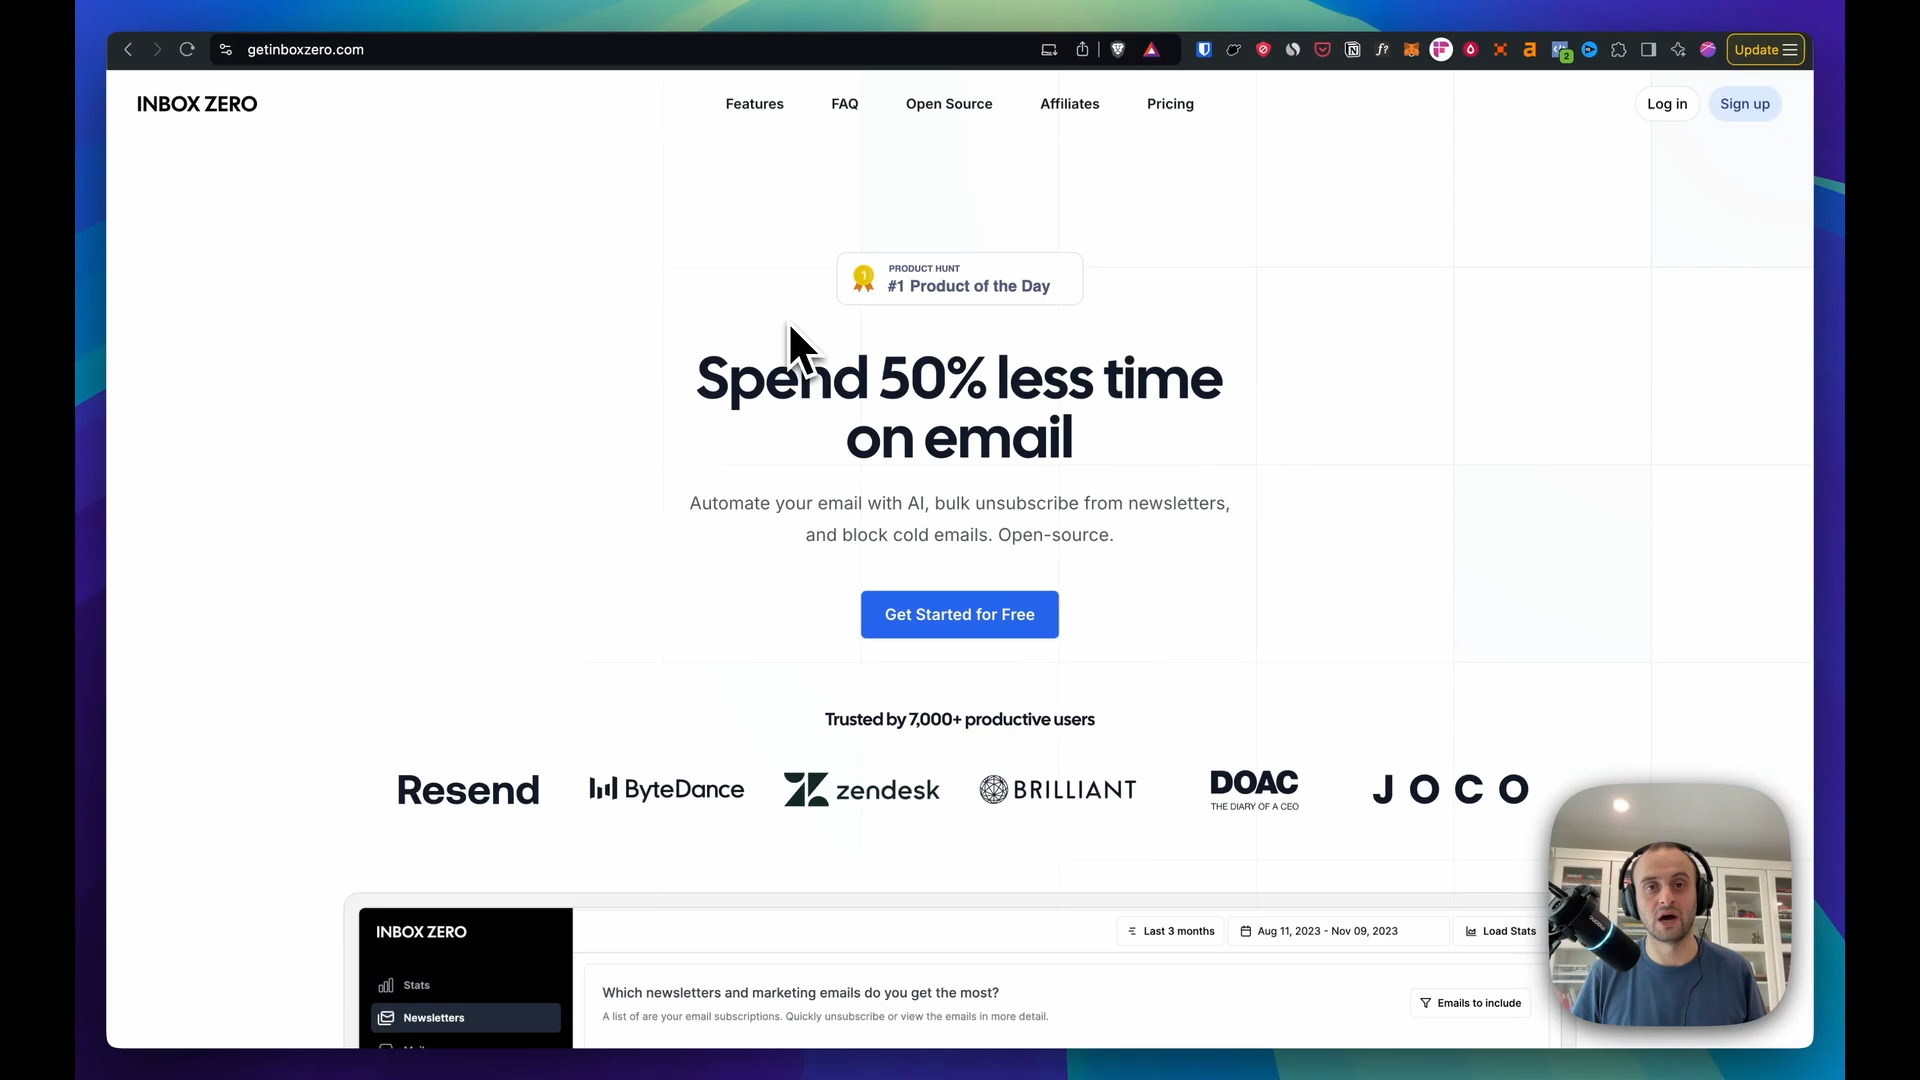 getinboxzero.com
Update
INBOX ZERO
Features
FAQ
Open Source
Affiliates
Pricing
Log in
Sign up
PRODUCT HUNT
#1 Product of the Day
Spend 50% less time
on email
Automate your email with AI, bulk unsubscribe from newsletters,
and block cold emails. Open-source.
Get Started for Free
Trusted by 7,000+ productive users
Resend
ByteDance
zendesk
BRILLIANT
DOAC
THE DIARY OF A CEO
JOCO
INBOX ZERO
Last 3 months
Aug 11, 2023 - Nov 09, 2023
Load Stats
Stats
Newsletters
Which newsletters and marketing emails do you get the most?
A list of are your email subscriptions. Quickly unsubscribe or view the emails in more detail.
Emails to include